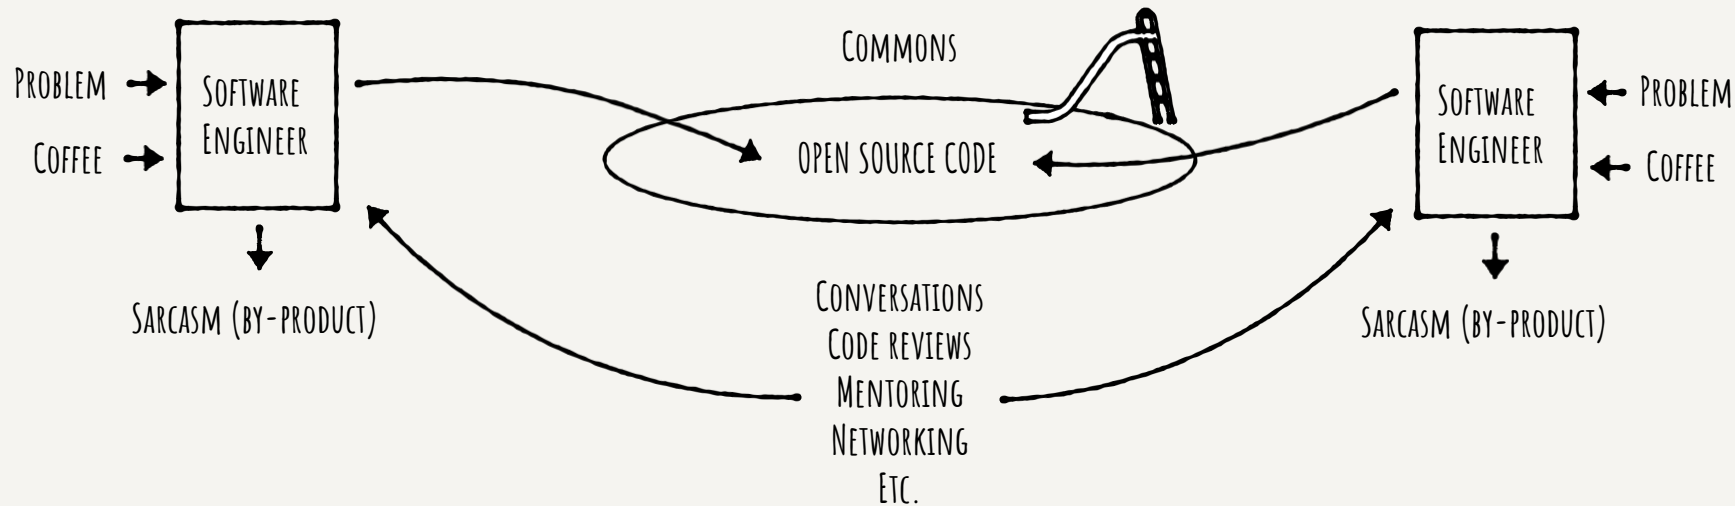 Commons
Problem
Software
Engineer
Coffee
Sarcasm (by-product)
Open source code
Software
Engineer
Problem
Coffee
Sarcasm (by-product)
Conversations
Code reviews
Mentoring
Networking
Etc.